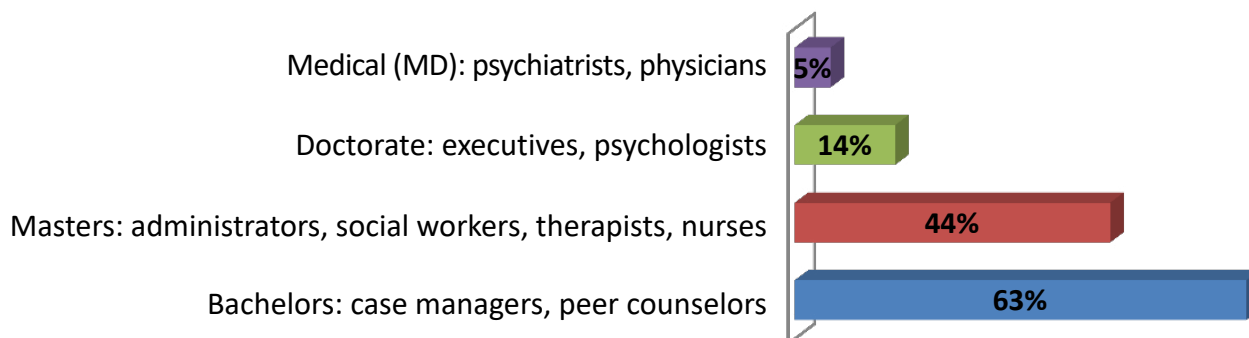 Medical (MD): psychiatrists, physicians 5%
Doctorate: executives, psychologists 14%
Masters: administrators, social workers, therapists, nurses 44%
Bachelors: case managers, peer counselors 63%